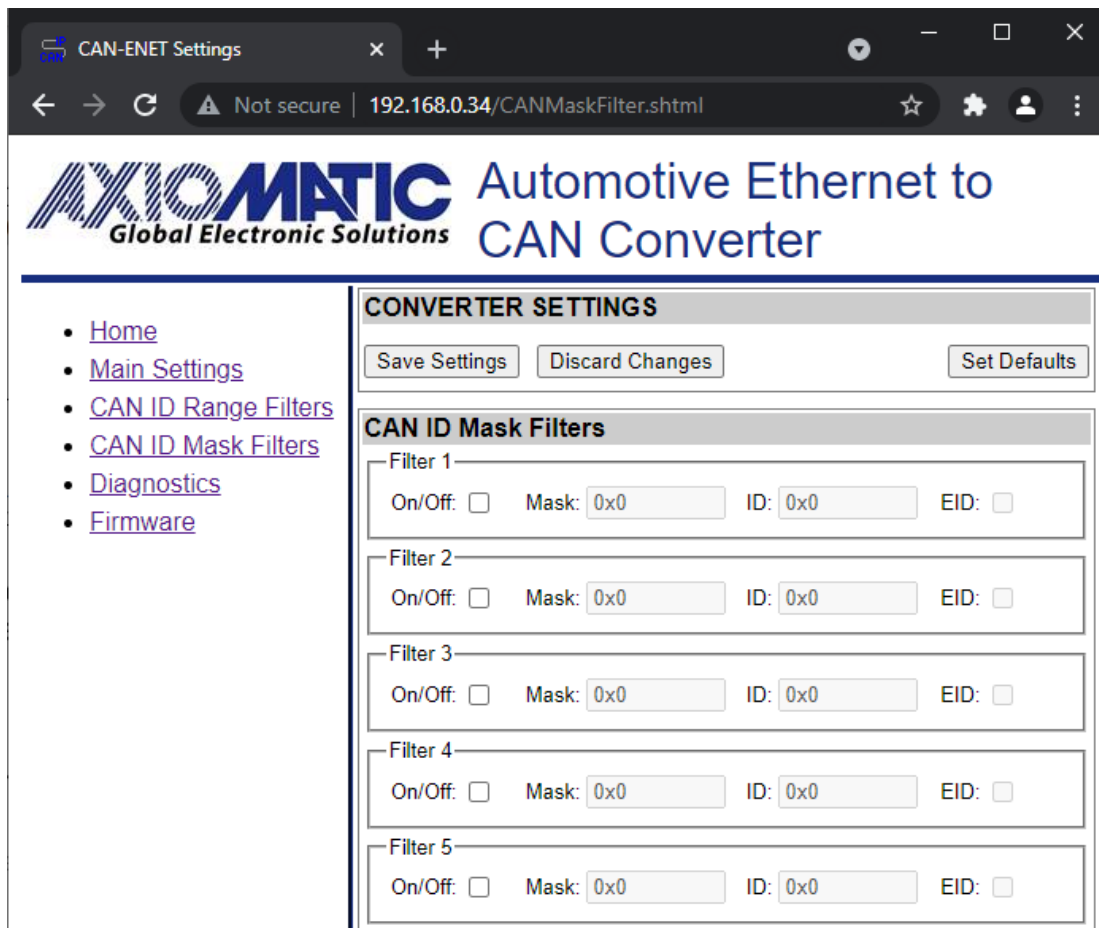 CAN-ENET Settings
Not secure | 192.168.0.34/CANMaskFilter.shtml
AXIOMATIC
Global Electronic Solutions
Automotive Ethernet to
CAN Converter
Home
Main Settings
CAN ID Range Filters
CAN ID Mask Filters
Diagnostics
Firmware
CONVERTER SETTINGS
Save Settings Discard Changes Set Defaults
CAN ID Mask Filters
Filter 1
On/Off: Mask: 0x0 ID: 0x0 EID:
Filter 2
On/Off: Mask: 0x0 ID: 0x0 EID:
Filter 3
On/Off: Mask: 0x0 ID: 0x0 EID:
Filter 4
On/Off: Mask: 0x0 ID: 0x0 EID:
Filter 5
On/Off: Mask: 0x0 ID: 0x0 EID: